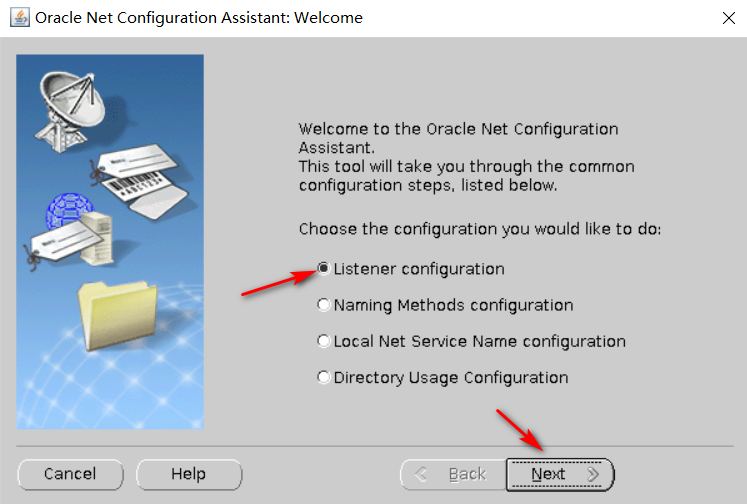 Oracle Net Configuration Assistant: Welcome
Welcome to the Oracle Net Configuration
Assistant.
This tool will take you through the common
configuration steps, listed below.
Choose the configuration you would like to do:
Listener configuration
Naming Methods configuration
Local Net Service Name configuration
Directory Usage Configuration
Cancel
Help
Back
Next